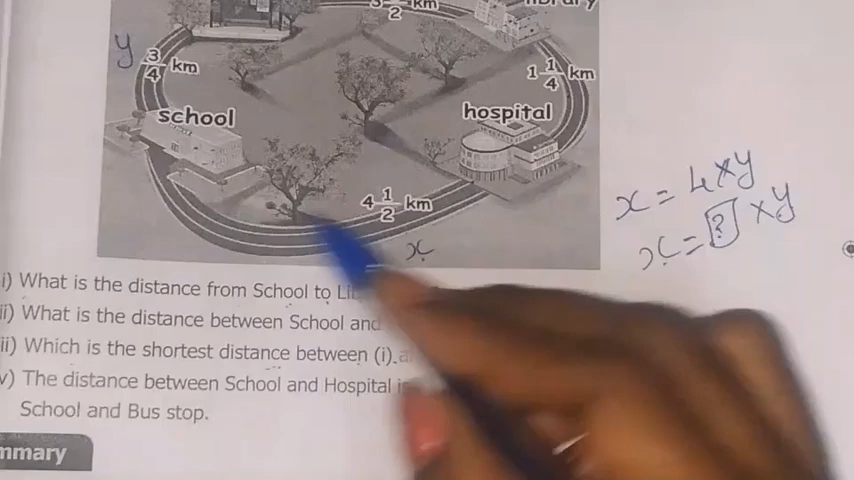 km
y
3/4 km
1 1/4 km
school
hospital
4 1/2 km
x
x = 4 × y
x = ? × y
i) What is the distance from School to
ii) What is the distance between School and
ii) Which is the shortest distance between (i)
v) The distance between School and Hospital
School and Bus stop.
mmary